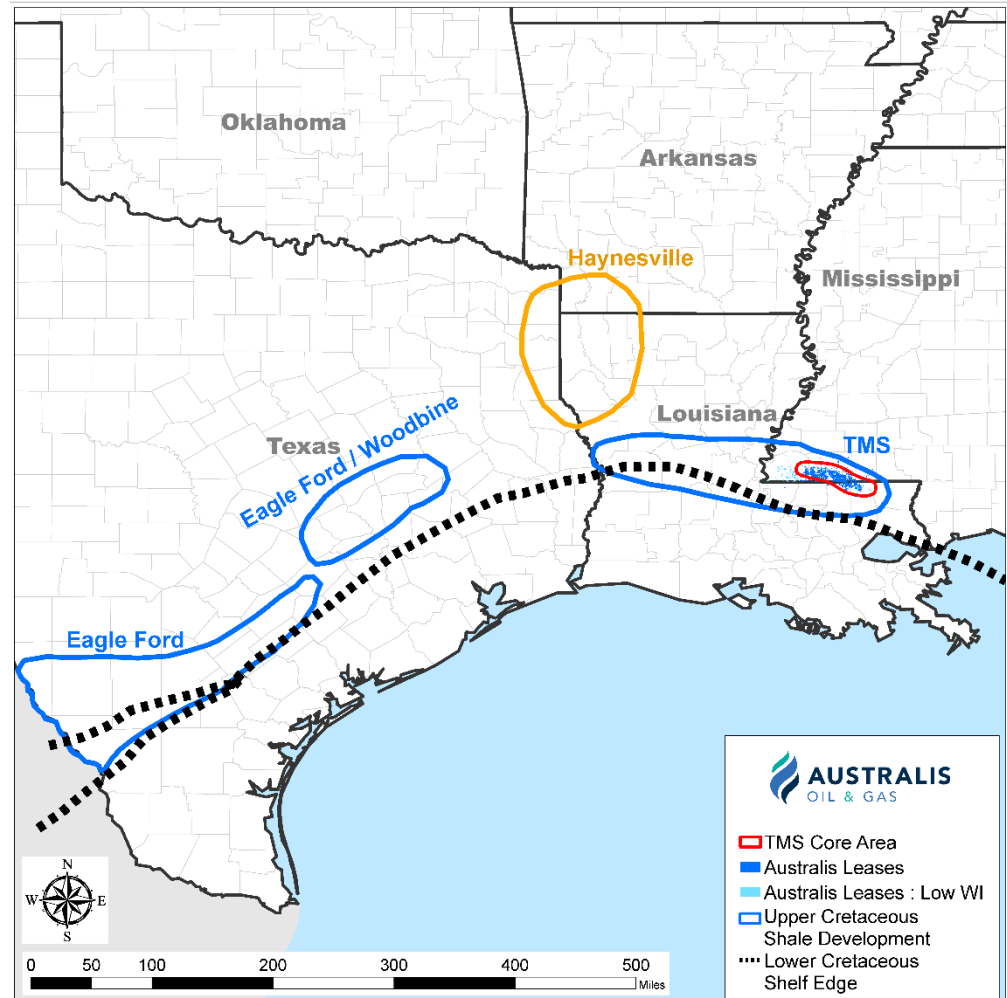 Oklahoma
Arkansas
Haynesville
Mississippi
Louisiana
TMS
Texas
Eagle Ford / Woodbine
Eagle Ford
AUSTRALIS
OIL & GAS
TMS Core Area
Australis Leases
Australis Leases : Low WI
Upper Cretaceous
Shale Development
Lower Cretaceous
Shelf Edge
N
W
E
S
0 50 100 200 300 400 500
Miles